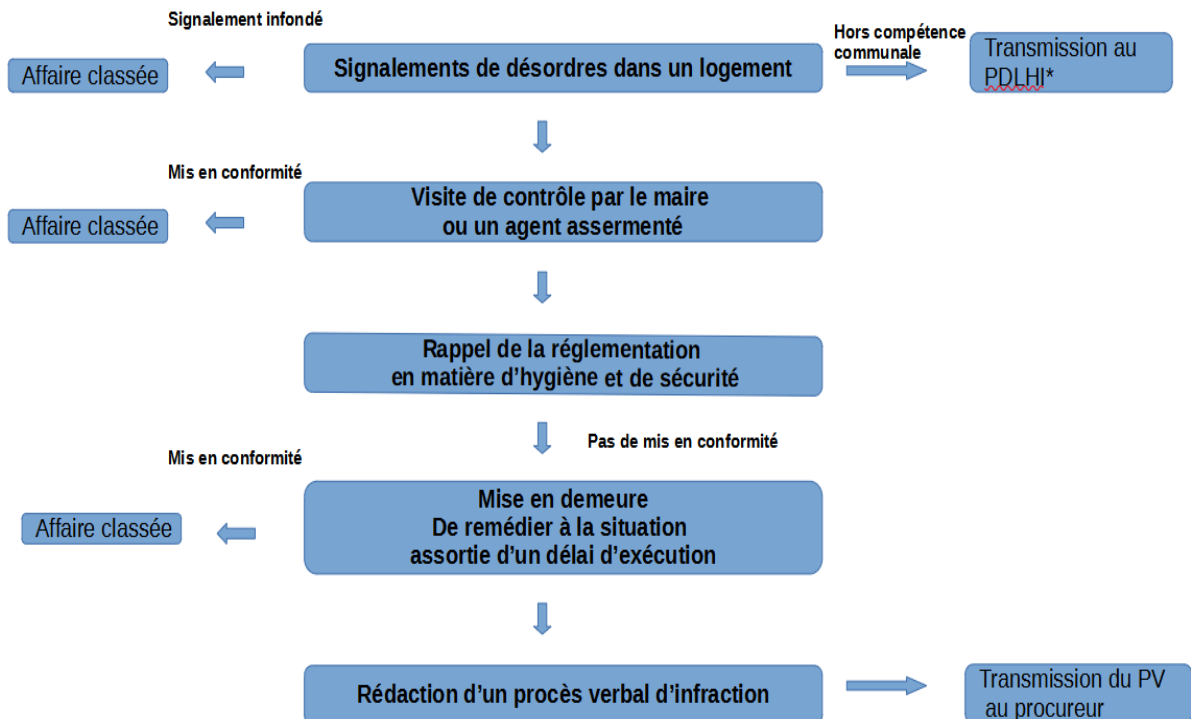 Signalement infondé
Hors compétence
communale
Affaire classée
Signalements de désordres dans un logement
Transmission au
PDLHI*
Mis en conformité
Affaire classée
Visite de contrôle par le maire
ou un agent assermenté
Rappel de la réglementation
en matière d'hygiène et de sécurité
Pas de mis en conformité
Mis en conformité
Affaire classée
Mise en demeure
De remédier à la situation
assortie d'un délai d'exécution
Rédaction d'un procès verbal d'infraction
Transmission du PV
au procureur